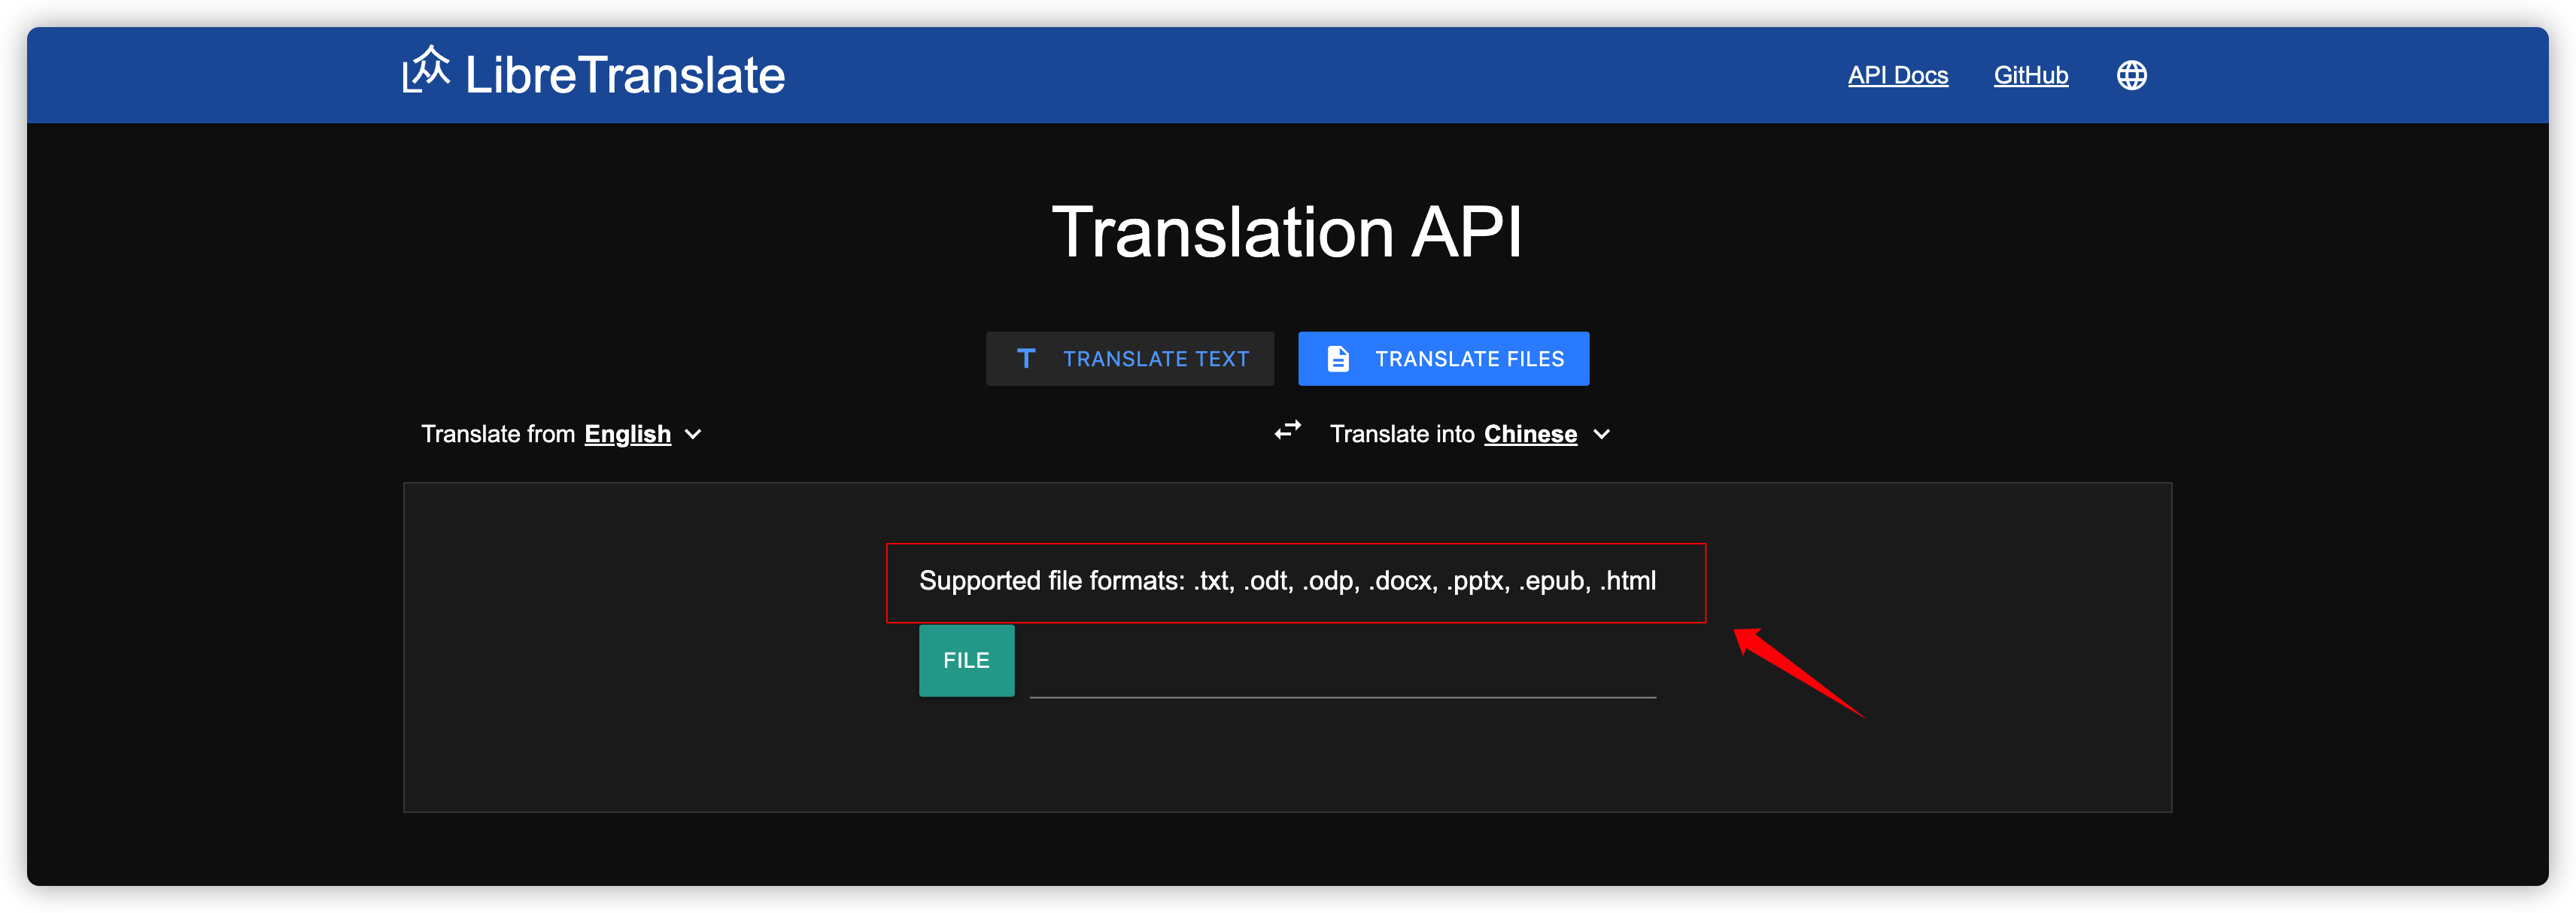 LibreTranslate
API Docs GitHub
Translation API
TRANSLATE TEXT TRANSLATE FILES
Translate from English Translate into Chinese
Supported file formats: .txt, .odt, .odp, .docx, .pptx, .epub, .html
FILE